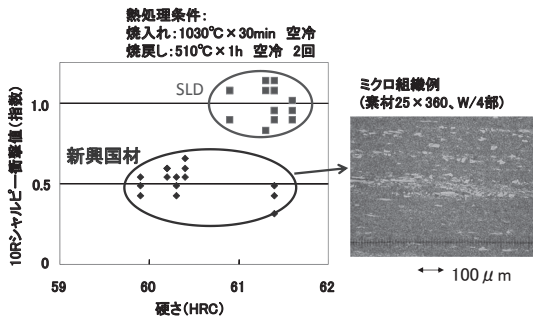 熱処理条件:
焼入れ:1030℃×30min 空冷
焼戻し:510℃×1h 空冷 2回
SLD
新興国材
10Rシャルピー衝撃値(指数)
1.0
0.5
0
59
60
61
62
硬さ(HRC)
ミクロ組織例
(素材25×360、W/4部)
100μm